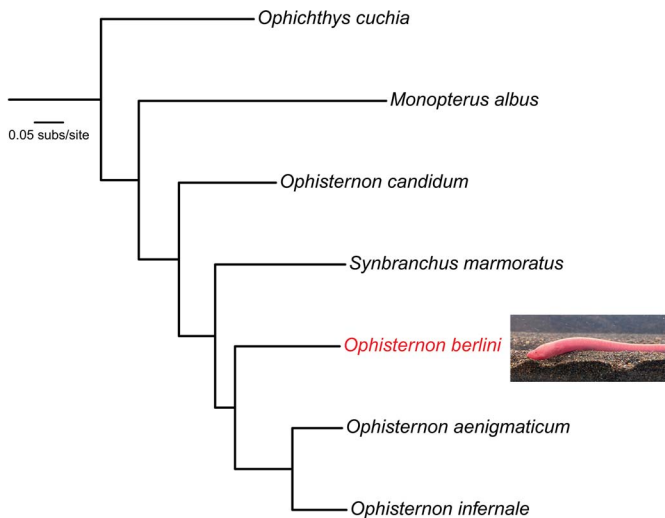 Ophichthys cuchia
Monopterus albus
0.05 subs/site
Ophisternon candidum
Synbranchus marmoratus
Ophisternon berlini
Ophisternon aenigmaticum
Ophisternon infernale